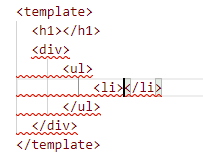 <template>
  <h1></h1>
  <div>
      <ul>
          <li></li>
      </ul>
  </div>
</template>